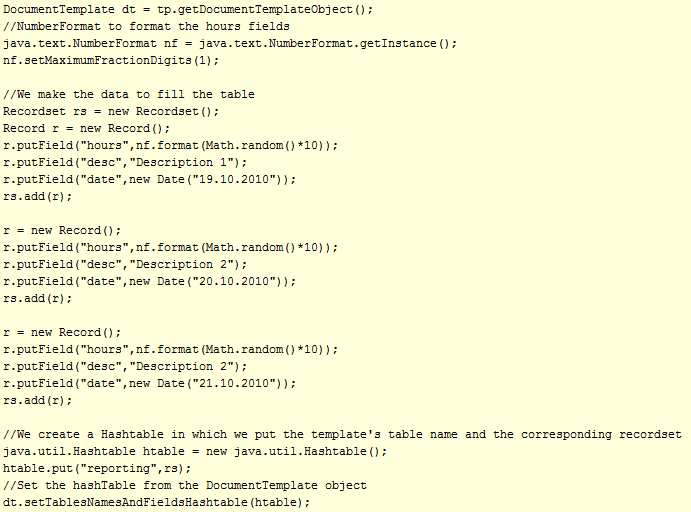 DocumentTemplate dt = tp.getDocumentTemplateObject();
//NumberFormat to format the hours fields
java.text.NumberFormat nf = java.text.NumberFormat.getInstance();
nf.setMaximumFractionDigits(1);

//We make the data to fill the table
Recordset rs = new Recordset();
Record r = new Record();
r.putField("hours",nf.format(Math.random()*10));
r.putField("desc","Description 1");
r.putField("date",new Date("19.10.2010"));
rs.add(r);

r = new Record();
r.putField("hours",nf.format(Math.random()*10));
r.putField("desc","Description 2");
r.putField("date",new Date("20.10.2010"));
rs.add(r);

r = new Record();
r.putField("hours",nf.format(Math.random()*10));
r.putField("desc","Description 2");
r.putField("date",new Date("21.10.2010"));
rs.add(r);

//We create a Hashtable in which we put the template's table name and the corresponding recordset
java.util.Hashtable htable = new java.util.Hashtable();
htable.put("reporting",rs);
//Set the hashTable from the DocumentTemplate object
dt.setTablesNamesAndFieldsHashtable(htable);